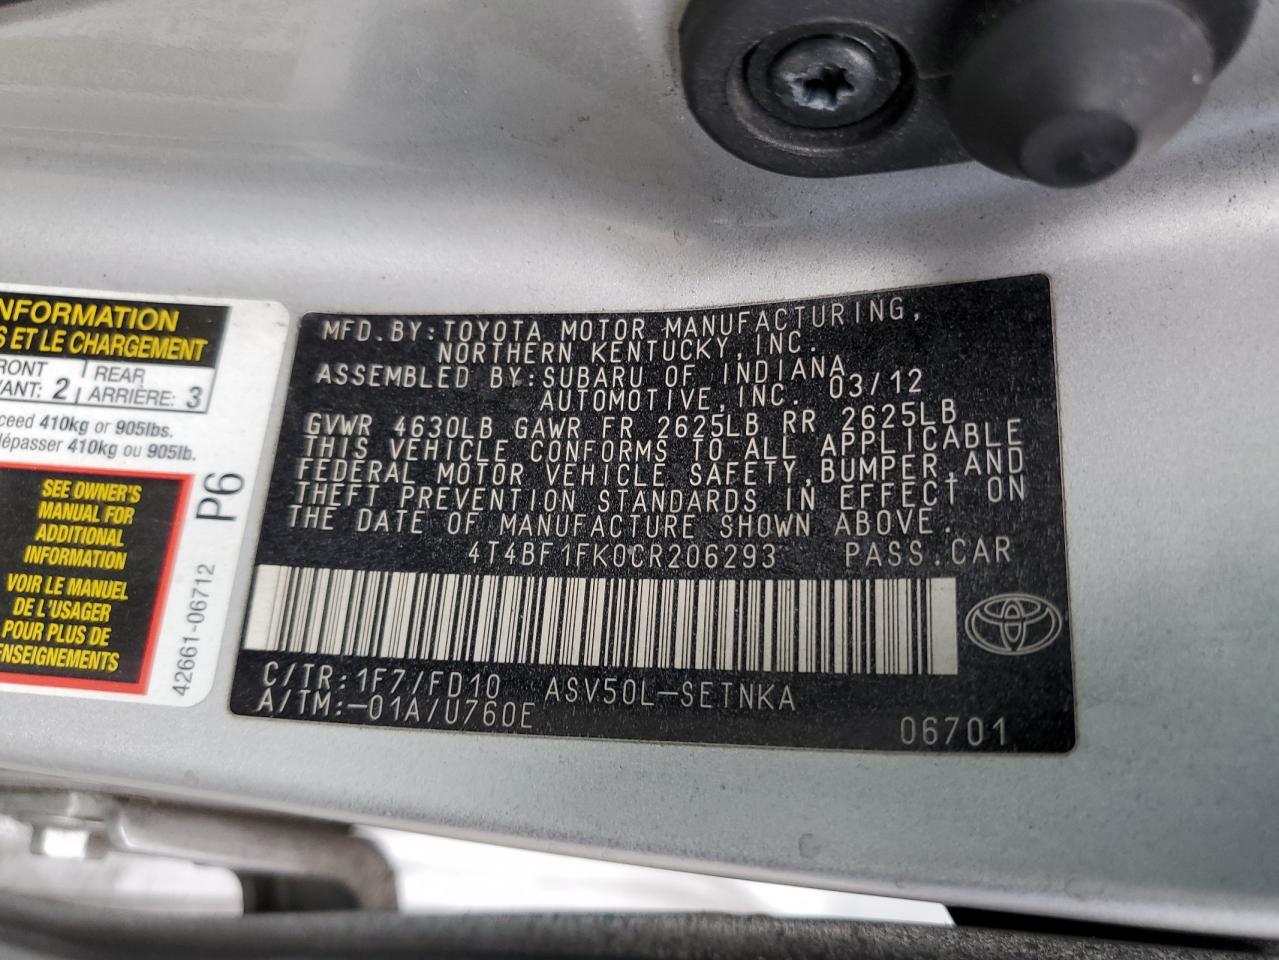 NFORMATION
S ET LE CHARGEMENT
RONT
VANT: 2
REAR
ARRIÈRE: 3
ceed 410kg or 905lbs.
dépasser 410kg ou 905lb.
SEE OWNER'S
MANUAL FOR
ADDITIONAL
INFORMATION
VOIR LE MANUEL
DE L'USAGER
POUR PLUS DE
ENSEIGNEMENTS
P6
42661-06712
MFD.BY:TOYOTA MOTOR MANUFACTURING,
NORTHERN KENTUCKY,INC.
ASSEMBLED BY:SUBARU OF INDIANA
AUTOMOTIVE,INC. 03/12
GVWR 4630LB GAWR FR 2625LB RR 2625LB
THIS VEHICLE CONFORMS TO ALL APPLICABLE
FEDERAL MOTOR VEHICLE SAFETY,BUMPER,AND
THEFT PREVENTION STANDARDS IN EFFECT ON
THE DATE OF MANUFACTURE SHOWN ABOVE.
4T4BF1FK0CR206293 PASS.CAR
C/TR:1F7/FD10 ASV50L-SETNKA
A/TM:-01A/U760E
06701